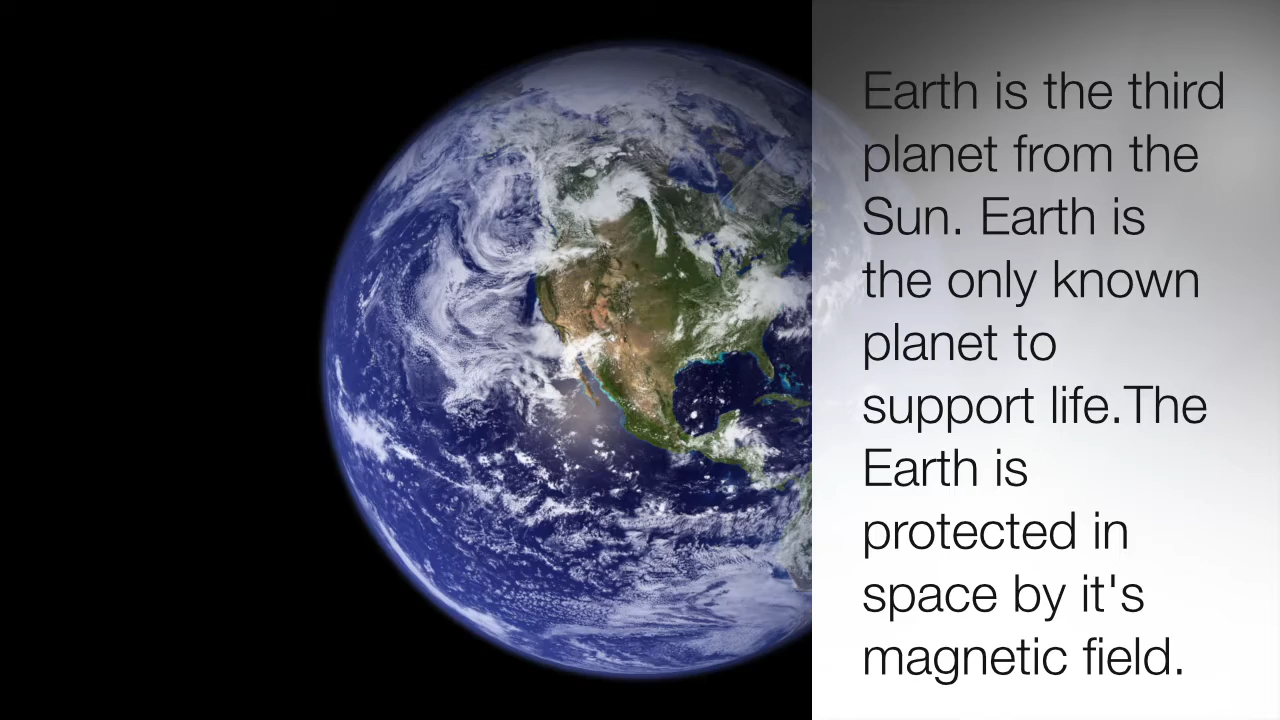 Earth is the third
planet from the
Sun. Earth is
the only known
planet to
support life.The
Earth is
protected in
space by it's
magnetic field.